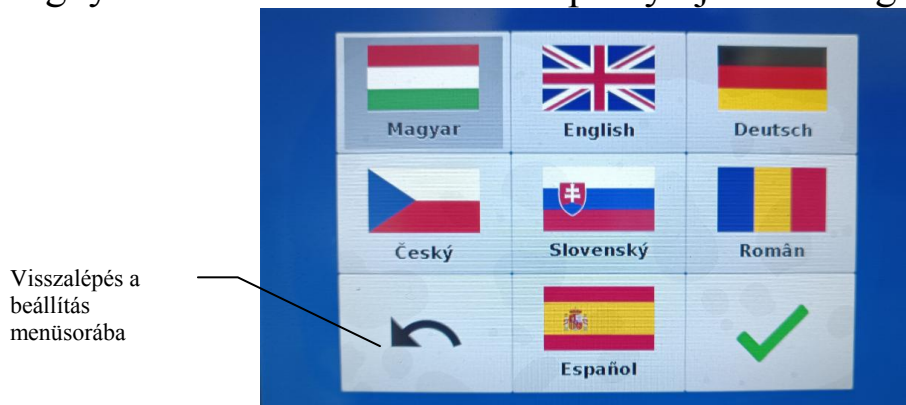 Magyar
English
Deutsch
Český
Slovenský
Român
Visszalépés a
beállítás
menüsorába
Español